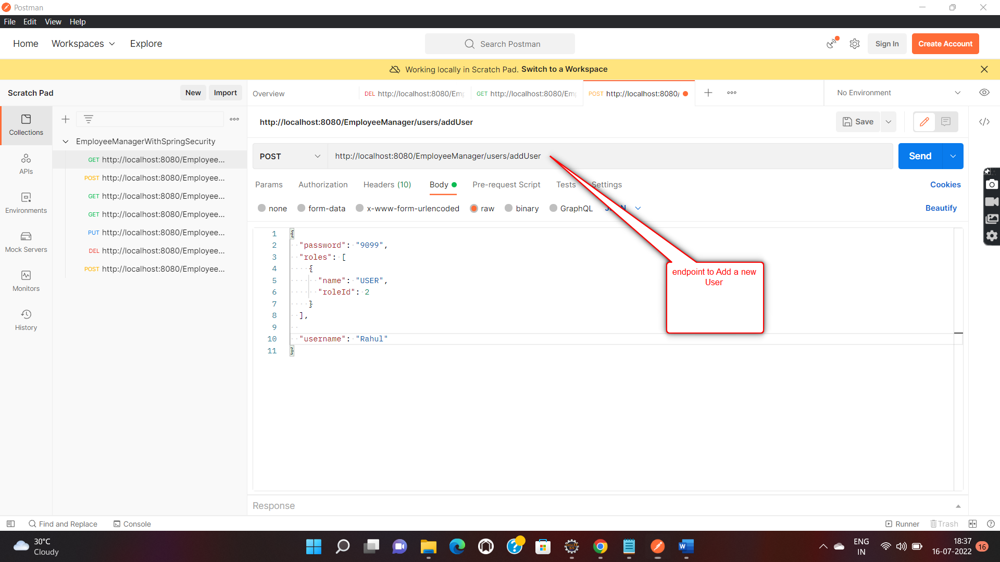 Postman
File Edit View Help
Home Workspaces Explore
Search Postman
Sign In
Create Account
Working locally in Scratch Pad. Switch to a Workspace
Scratch Pad
New
Import
Overview
DEL http://localhost:8080/Em
GET http://localhost:8080/Em
POST http://localhost:8080/
No Environment
Collections
APIs
Environments
Mock Servers
Monitors
History
EmployeeManagerWithSpringSecurity
GET http://localhost:8080/Employee...
POST http://localhost:8080/Employee...
GET http://localhost:8080/Employee...
GET http://localhost:8080/Employee...
PUT http://localhost:8080/Employee...
DEL http://localhost:8080/Employee...
POST http://localhost:8080/Employee...
http://localhost:8080/EmployeeManager/users/addUser
Save
POST
http://localhost:8080/EmployeeManager/users/addUser
Send
Params Authorization Headers (10) Body Pre-request Script Tests Settings
Cookies
none form-data x-www-form-urlencoded raw binary GraphQL JSON
Beautify
1 {
2 "password": "9099",
3 "roles": [
4 {
5 "name": "USER",
6 "roleId": 2
7 }
8 ],
9
10 "username": "Rahul"
11 }
endpoint to Add a new
User
Response
Find and Replace Console
Runner Trash
30°C
Cloudy
ENG
IN
18:37
16-07-2022
16